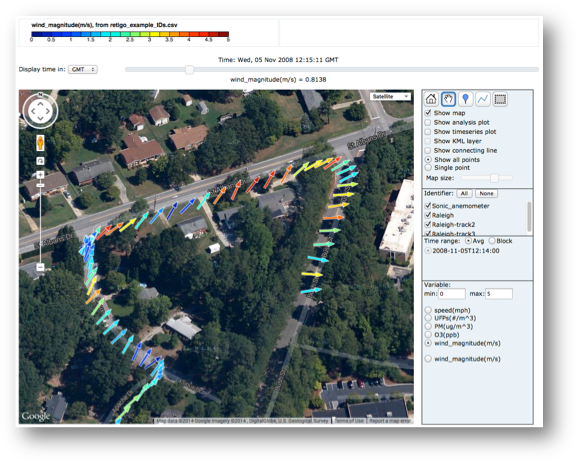 wind_magnitude(m/s), from retigo_example_IDs.csv
0 0.5 1 1.5 2 2.5 3 3.5 4 4.5 5
Time: Wed, 05 Nov 2008 12:15:11 GMT
Display time in: GMT
wind_magnitude(m/s) = 0.8138
Satellite
Show map
Show analysis plot
Show timeseries plot
Show KML layer
Show connecting line
Show all points
Single point
Map size:
Identifier: All None
Sonic_anemometer
Raleigh
Raleigh-track2
Raleigh-track3
Time range: Avg Block
2008-11-05T12:14:00
Variable:
min: 0 max: 5
speed(mph)
UFPs(#/m^3)
PM(ug/m^3)
O3(ppb)
wind_magnitude(m/s)
wind_magnitude(m/s)
Google
Map data ©2014 Google Imagery ©2014 , DigitalGlobe, U.S. Geological Survey Terms of Use Report a map error